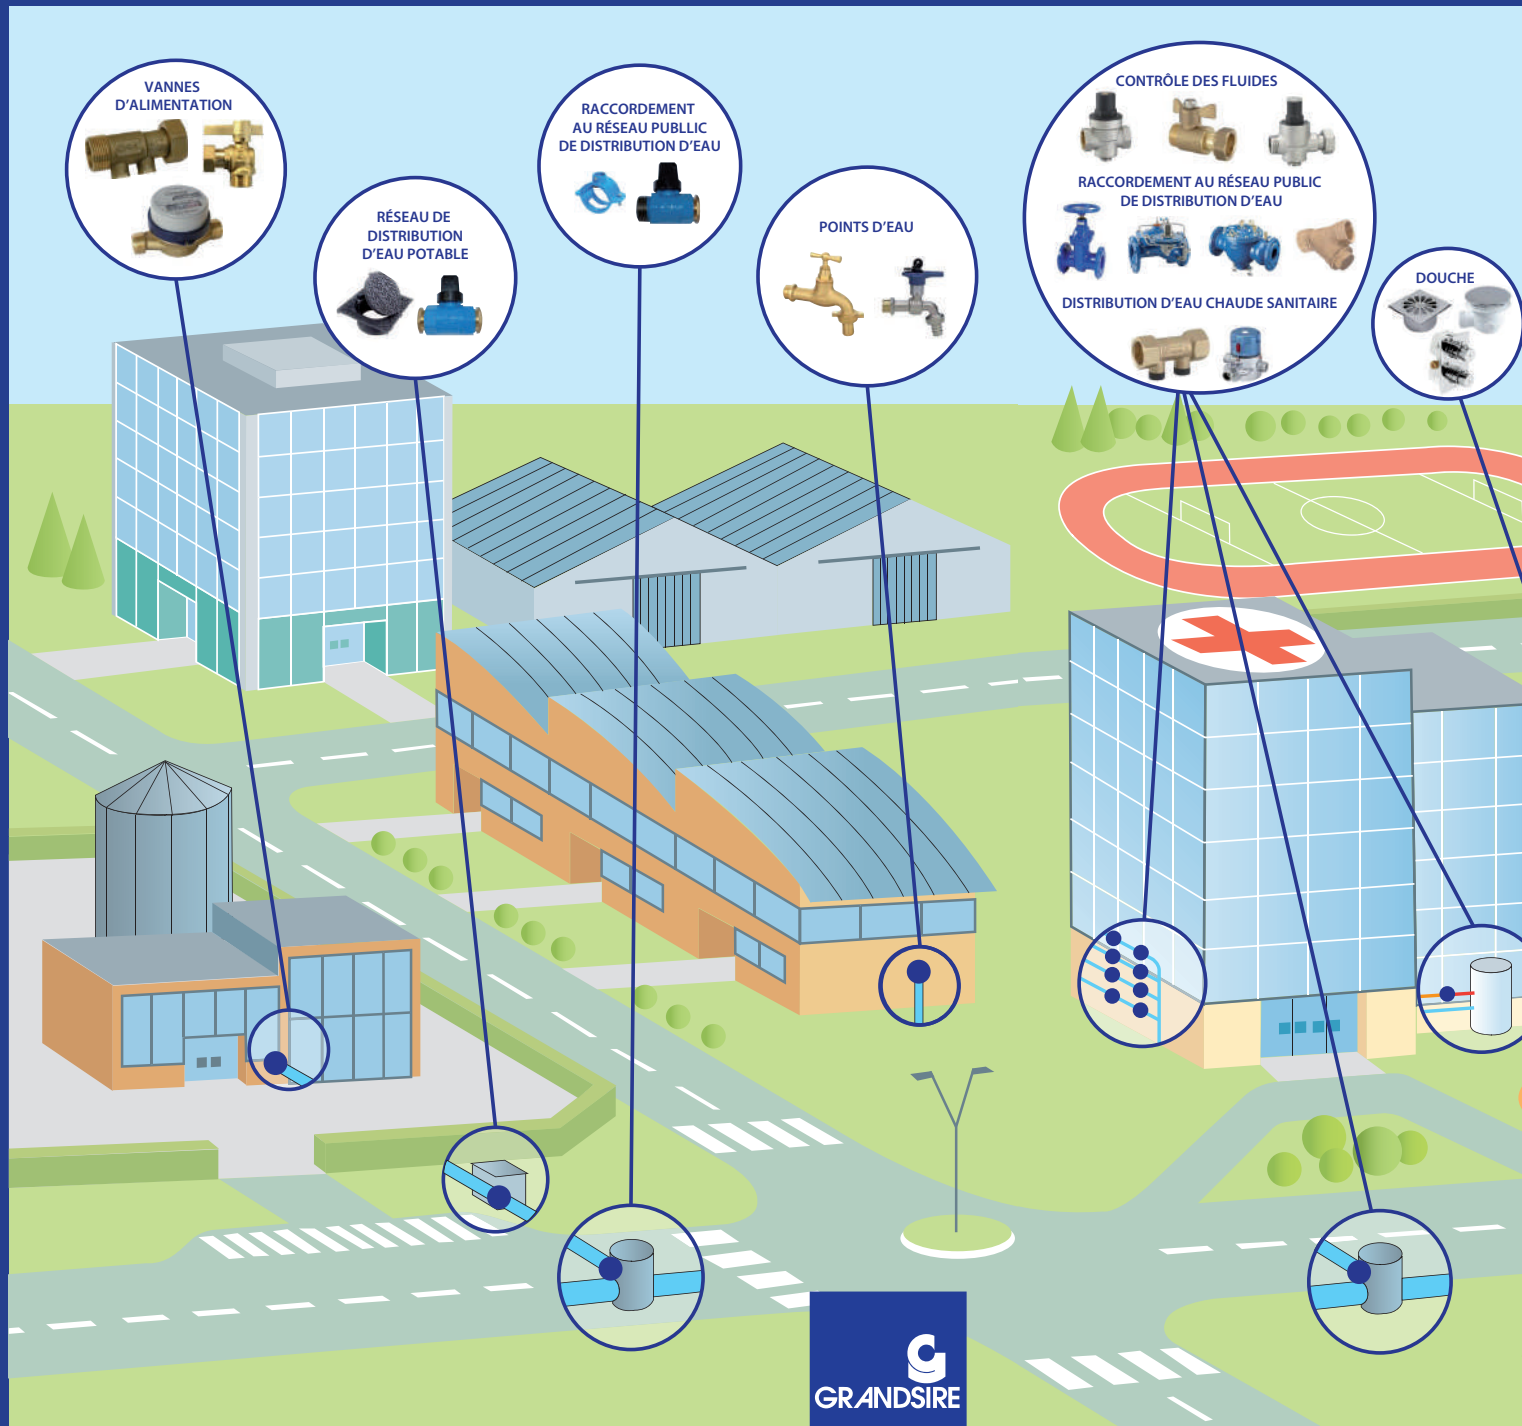 VANNES
D'ALIMENTATION
RÉSEAU DE
DISTRIBUTION
D'EAU POTABLE
RACCORDEMENT
AU RÉSEAU PUBLLIC
DE DISTRIBUTION D'EAU
POINTS D'EAU
CONTRÔLE DES FLUIDES
RACCORDEMENT AU RÉSEAU PUBLIC
DE DISTRIBUTION D'EAU
DISTRIBUTION D'EAU CHAUDE SANITAIRE
DOUCHE
GRANDSIRE